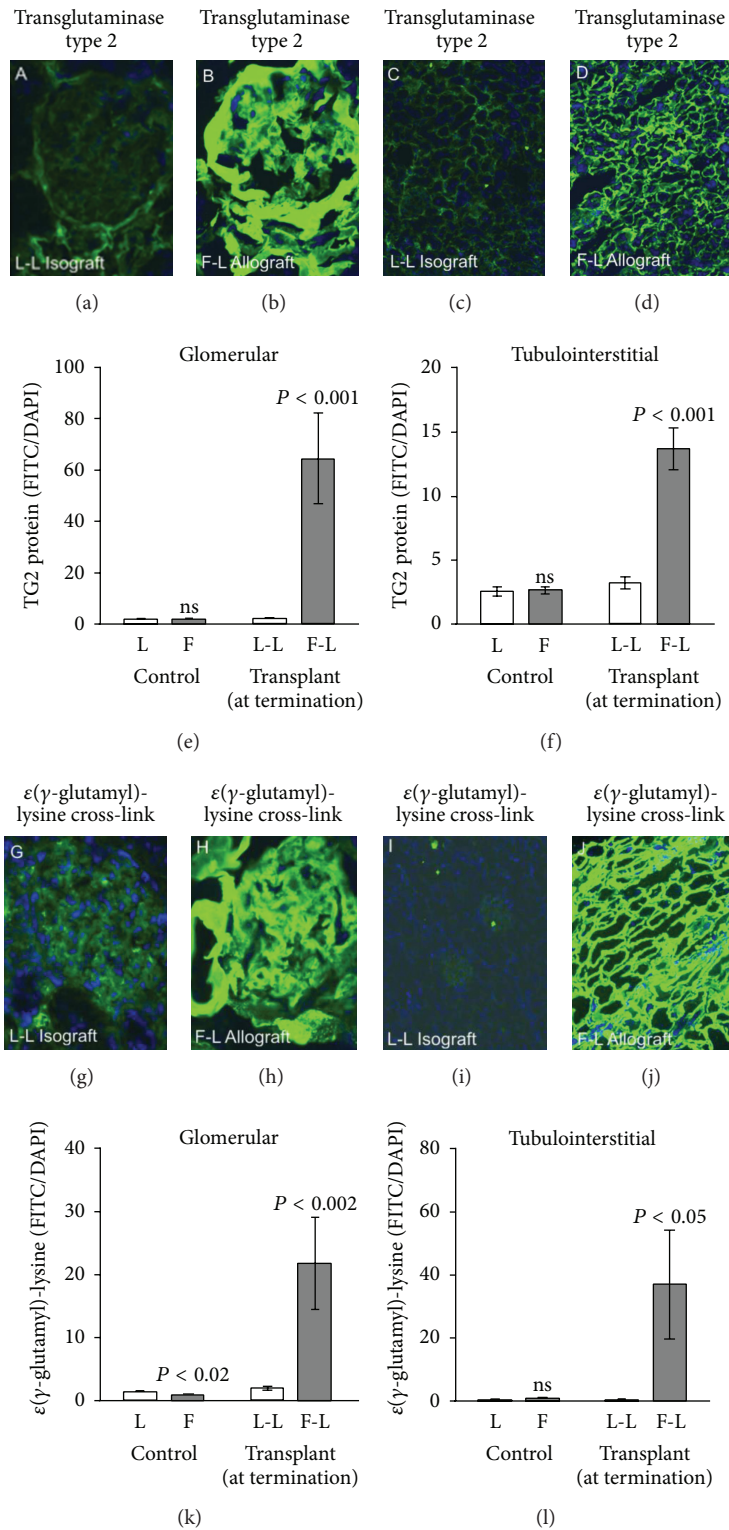 Transglutaminase type 2
Transglutaminase type 2
Transglutaminase type 2
Transglutaminase type 2
A
B
C
D
L-L Isograft
F-L Allograft
L-L Isograft
F-L Allograft
(a)
(b)
(c)
(d)
Glomerular
TG2 protein (FITC/DAPI)
100
80
60
40
20
0
ns
P < 0.001
L
F
L-L
F-L
Control
Transplant
(at termination)
(e)
Tubulointerstitial
TG2 protein (FITC/DAPI)
20
15
10
5
0
ns
P < 0.001
L
F
L-L
F-L
Control
Transplant
(at termination)
(f)
ε(γ-glutamyl)-
lysine cross-link
ε(γ-glutamyl)-
lysine cross-link
ε(γ-glutamyl)-
lysine cross-link
ε(γ-glutamyl)-
lysine cross-link
G
H
I
L-L Isograft
F-L Allograft
L-L Isograft
F-L Allograft
(g)
(h)
(i)
(j)
Glomerular
ε(γ-glutamyl)-lysine (FITC/DAPI)
40
30
20
10
0
P < 0.02
P < 0.002
L
F
L-L
F-L
Control
Transplant
(at termination)
(k)
Tubulointerstitial
ε(γ-glutamyl)-lysine (FITC/DAPI)
80
60
40
20
0
ns
P < 0.05
L
F
L-L
F-L
Control
Transplant
(at termination)
(l)